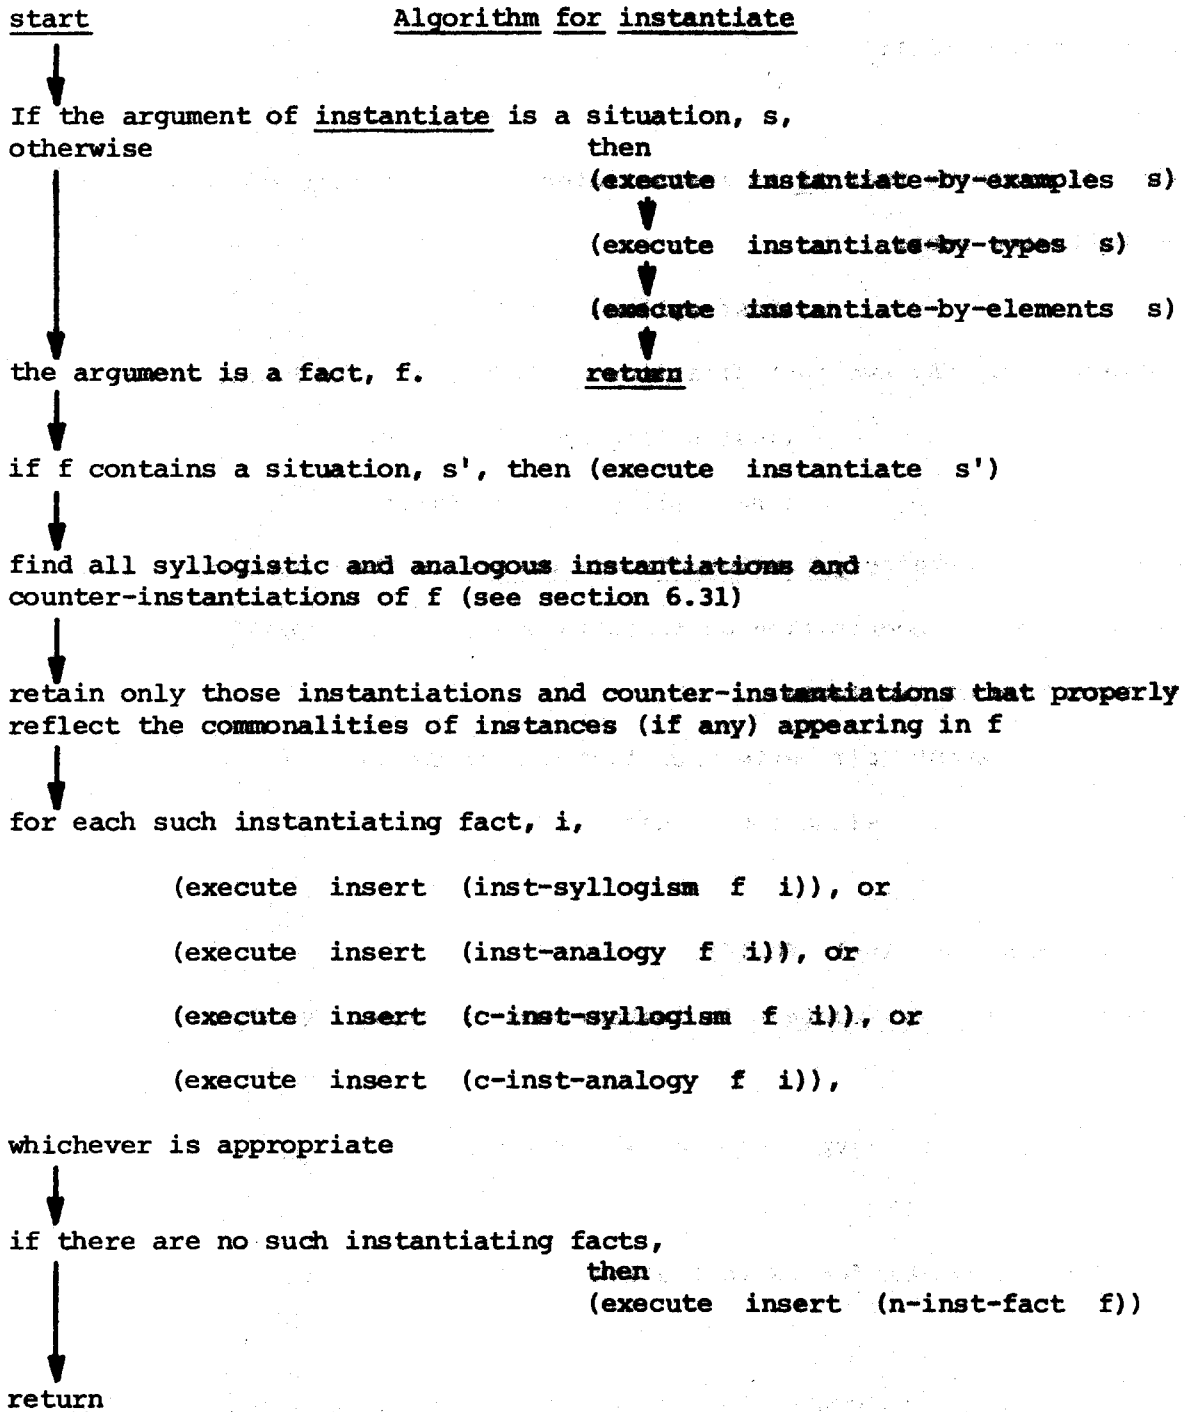 start Algorithm for instantiate
If the argument of instantiate is a situation, s,
otherwise then
(execute instantiate-by-examples s)
(execute instantiate-by-types s)
(execute instantiate-by-elements s)
the argument is a fact, f. return
if f contains a situation, s', then (execute instantiate s')
find all syllogistic and analogous instantiations and
counter-instantiations of f (see section 6.31)
retain only those instantiations and counter-instantiations that properly
reflect the commonalities of instances (if any) appearing in f
for each such instantiating fact, i,
(execute insert (inst-syllogism f i)), or
(execute insert (inst-analogy f i)), or
(execute insert (c-inst-syllogism f i)), or
(execute insert (c-inst-analogy f i)),
whichever is appropriate
if there are no such instantiating facts,
then
(execute insert (n-inst-fact f))
return